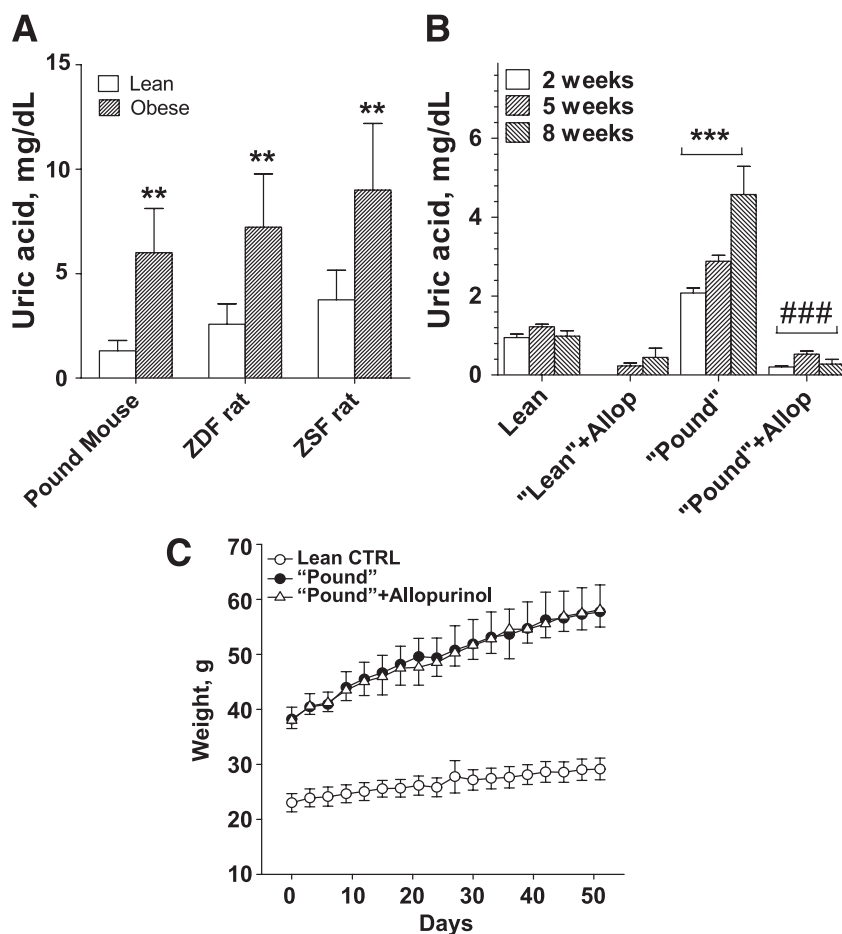 A
Uric acid, mg/dL
15
10
5
0
Lean
Obese
**
**
**
Pound Mouse
ZDF rat
ZSF rat
B
Uric acid, mg/dL
6
4
2
0
2 weeks
5 weeks
8 weeks
***
###
Lean
"Lean"+Allop
"Pound"
"Pound"+Allop
C
Weight, g
70
60
50
40
30
20
10
Lean CTRL
“Pound”
“Pound”+Allopurinol
0 10 20 30 40 50
Days